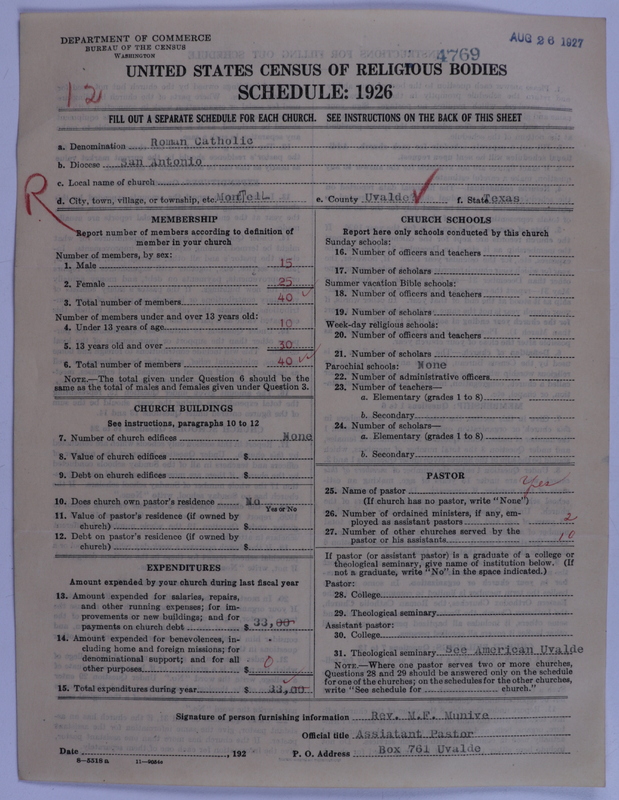 DEPARTMENT OF COMMERCE
BUREAU OF THE CENSUS
WASHINGTON
AUG 26 1927
4769
UNITED STATES CENSUS OF RELIGIOUS BODIES
SCHEDULE: 1926
12
FILL OUT A SEPARATE SCHEDULE FOR EACH CHURCH. SEE INSTRUCTIONS ON THE BACK OF THIS SHEET
a. Denomination Roman Catholic
b. Diocese San Antonio
c. Local name of church
R
d. City, town, village, or township, etc. e. County Uvalde f. State Texas
MEMBERSHIP
Report number of members according to definition of member in your church
Number of members, by sex:
1. Male 15
2. Female 25
3. Total number of members 40
Number of members under and over 13 years old:
4. Under 13 years of age 10
5. 13 years old and over 30
6. Total number of members 40
NOTE.—The total given under Question 6 should be the
same as the total of males and females given under Question 3.
CHURCH BUILDINGS
See instructions, paragraphs 10 to 12
7. Number of church edifices None
8. Value of church edifices $
9. Debt on church edifices $
10. Does church own pastor's residence No
Yes or No
11. Value of pastor's residence (if owned by
church) $
12. Debt on pastor's residence (if owned by
church) $
EXPENDITURES
Amount expended by your church during last fiscal year
13. Amount expended for salaries, repairs,
and other running expenses; for im-
provements or new buildings; and for
payments on church debt $ 33,00
14. Amount expended for benevolences, in-
cluding home and foreign missions; for
denominational support; and for all
other purposes $ 0
15. Total expenditures during year $ 33,00
CHURCH SCHOOLS
Report here only schools conducted by this church
Sunday schools:
16. Number of officers and teachers
17. Number of scholars
Summer vacation Bible schools:
18. Number of officers and teachers
19. Number of scholars
Week-day religious schools:
20. Number of officers and teachers
21. Number of scholars
Parochial schools: None
22. Number of administrative officers
23. Number of teachers—
a. Elementary (grades 1 to 8)
b. Secondary
24. Number of scholars—
a. Elementary (grades 1 to 8)
b. Secondary
PASTOR
25. Name of pastor Yes
(If church has no pastor, write "None")
26. Number of ordained ministers, if any, em-
ployed as assistant pastors 2
27. Number of other churches served by the
pastor or his assistants 10
If pastor (or assistant pastor) is a graduate of a college or
theological seminary, give name of institution below. (If
not a graduate, write "No" in the space indicated.)
Pastor:
28. College
29. Theological seminary
Assistant pastor:
30. College
31. Theological seminary See American Uvalde
NOTE.—Where one pastor serves two or more churches,
Questions 28 and 29 should be answered only on the schedule
for one of the churches; on the schedules for the other churches,
write "See schedule for church."
Signature of person furnishing information Rev. M.F. Munive
Official title Assiatant Pastor
Date , 192 P. O. Address Box 761 Uvalde
8—5518a